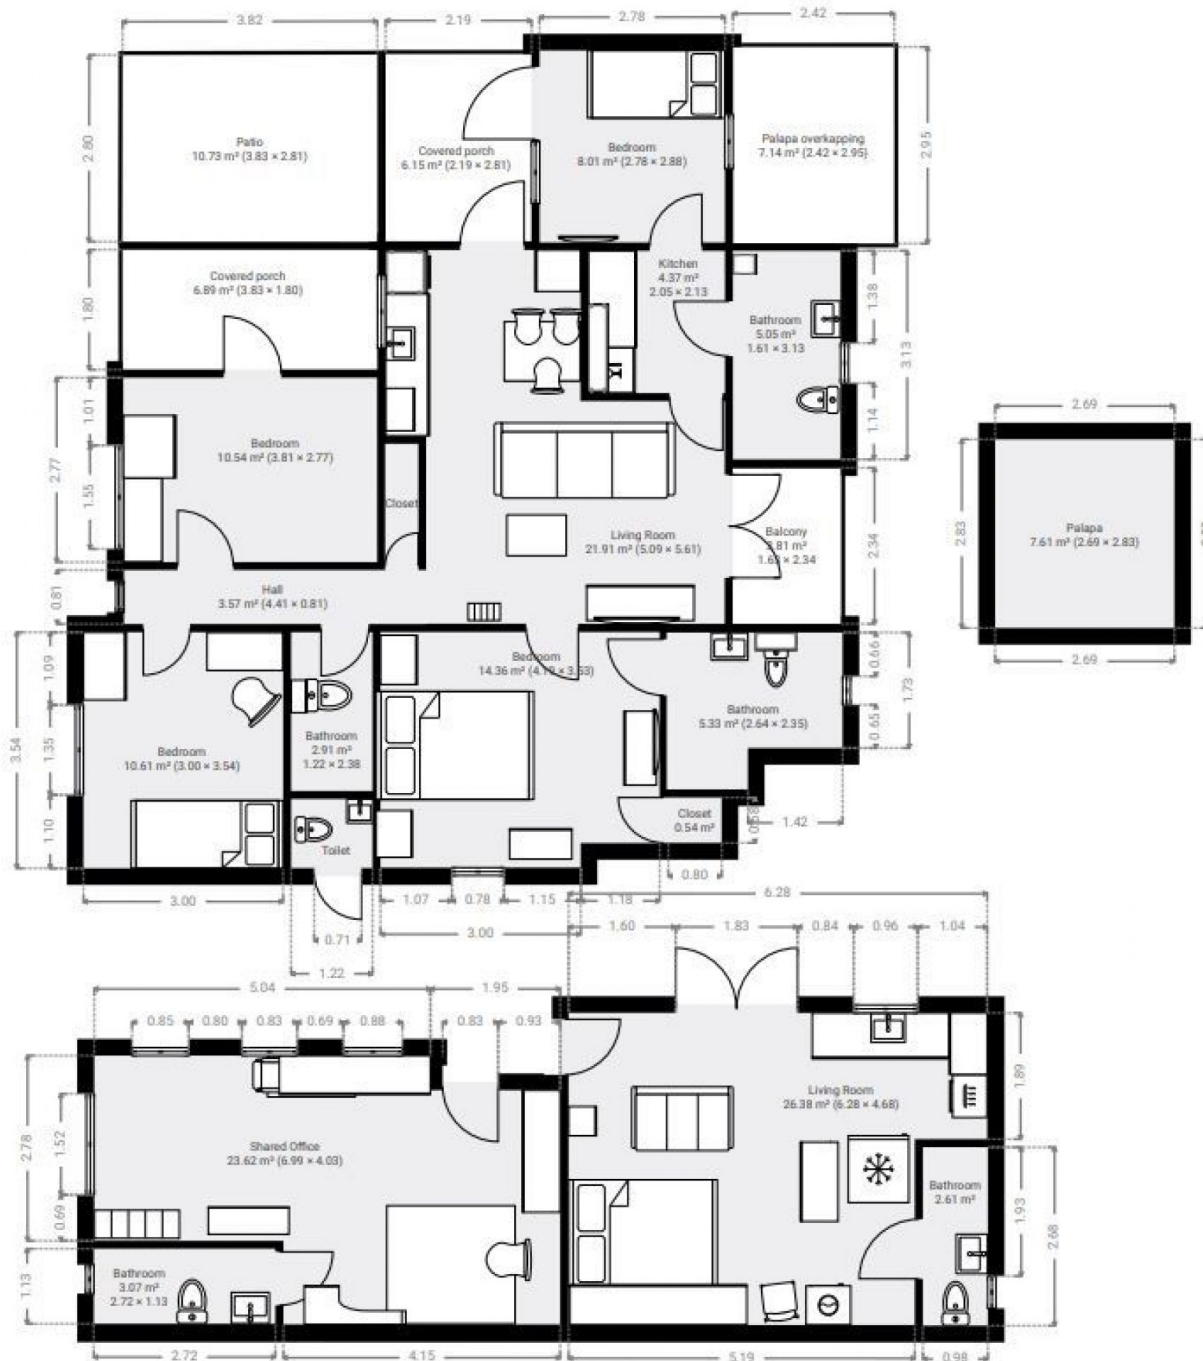 3.82
2.19
2.78
2.42
2.80
Patio
10.73 m² (3.83 × 2.81)
Covered porch
6.15 m² (2.19 × 2.81)
Bedroom
8.01 m² (2.78 × 2.88)
Palapa overkapping
7.14 m² (2.42 × 2.95)
2.95
1.80
Covered porch
6.89 m² (3.83 × 1.80)
Kitchen
4.37 m²
2.05 × 2.13
Bathroom
5.05 m²
1.61 × 3.13
1.38
3.13
1.14
2.77
1.01
1.55
Bedroom
10.54 m² (3.81 × 2.77)
Closet
Living Room
21.91 m² (5.09 × 5.61)
Balcony
2.34
2.69
2.83
Palapa
7.61 m² (2.69 × 2.83)
2.69
0.81
Hall
3.57 m² (4.41 × 0.81)
3.54
1.09
1.35
1.10
Bedroom
10.61 m² (3.00 × 3.54)
Bathroom
2.91 m²
1.22 × 2.38
Toilet
Bedroom
14.36 m²
Bathroom
5.33 m² (2.64 × 2.35)
0.66
1.73
0.65
Closet
0.54 m²
1.42
0.80
3.00
1.07
0.78
1.15
1.18
3.00
0.71
1.22
6.28
1.60
1.83
0.84
0.96
1.04
5.04
1.95
0.85
0.80
0.83
0.69
0.88
0.83
0.93
2.78
1.52
0.69
Shared Office
23.62 m² (6.99 × 4.03)
Living Room
26.38 m² (6.28 × 4.68)
1.89
Bathroom
2.61 m²
1.93
2.68
1.13
Bathroom
3.07 m²
2.72 × 1.13
2.72
4.15
5.19
0.98